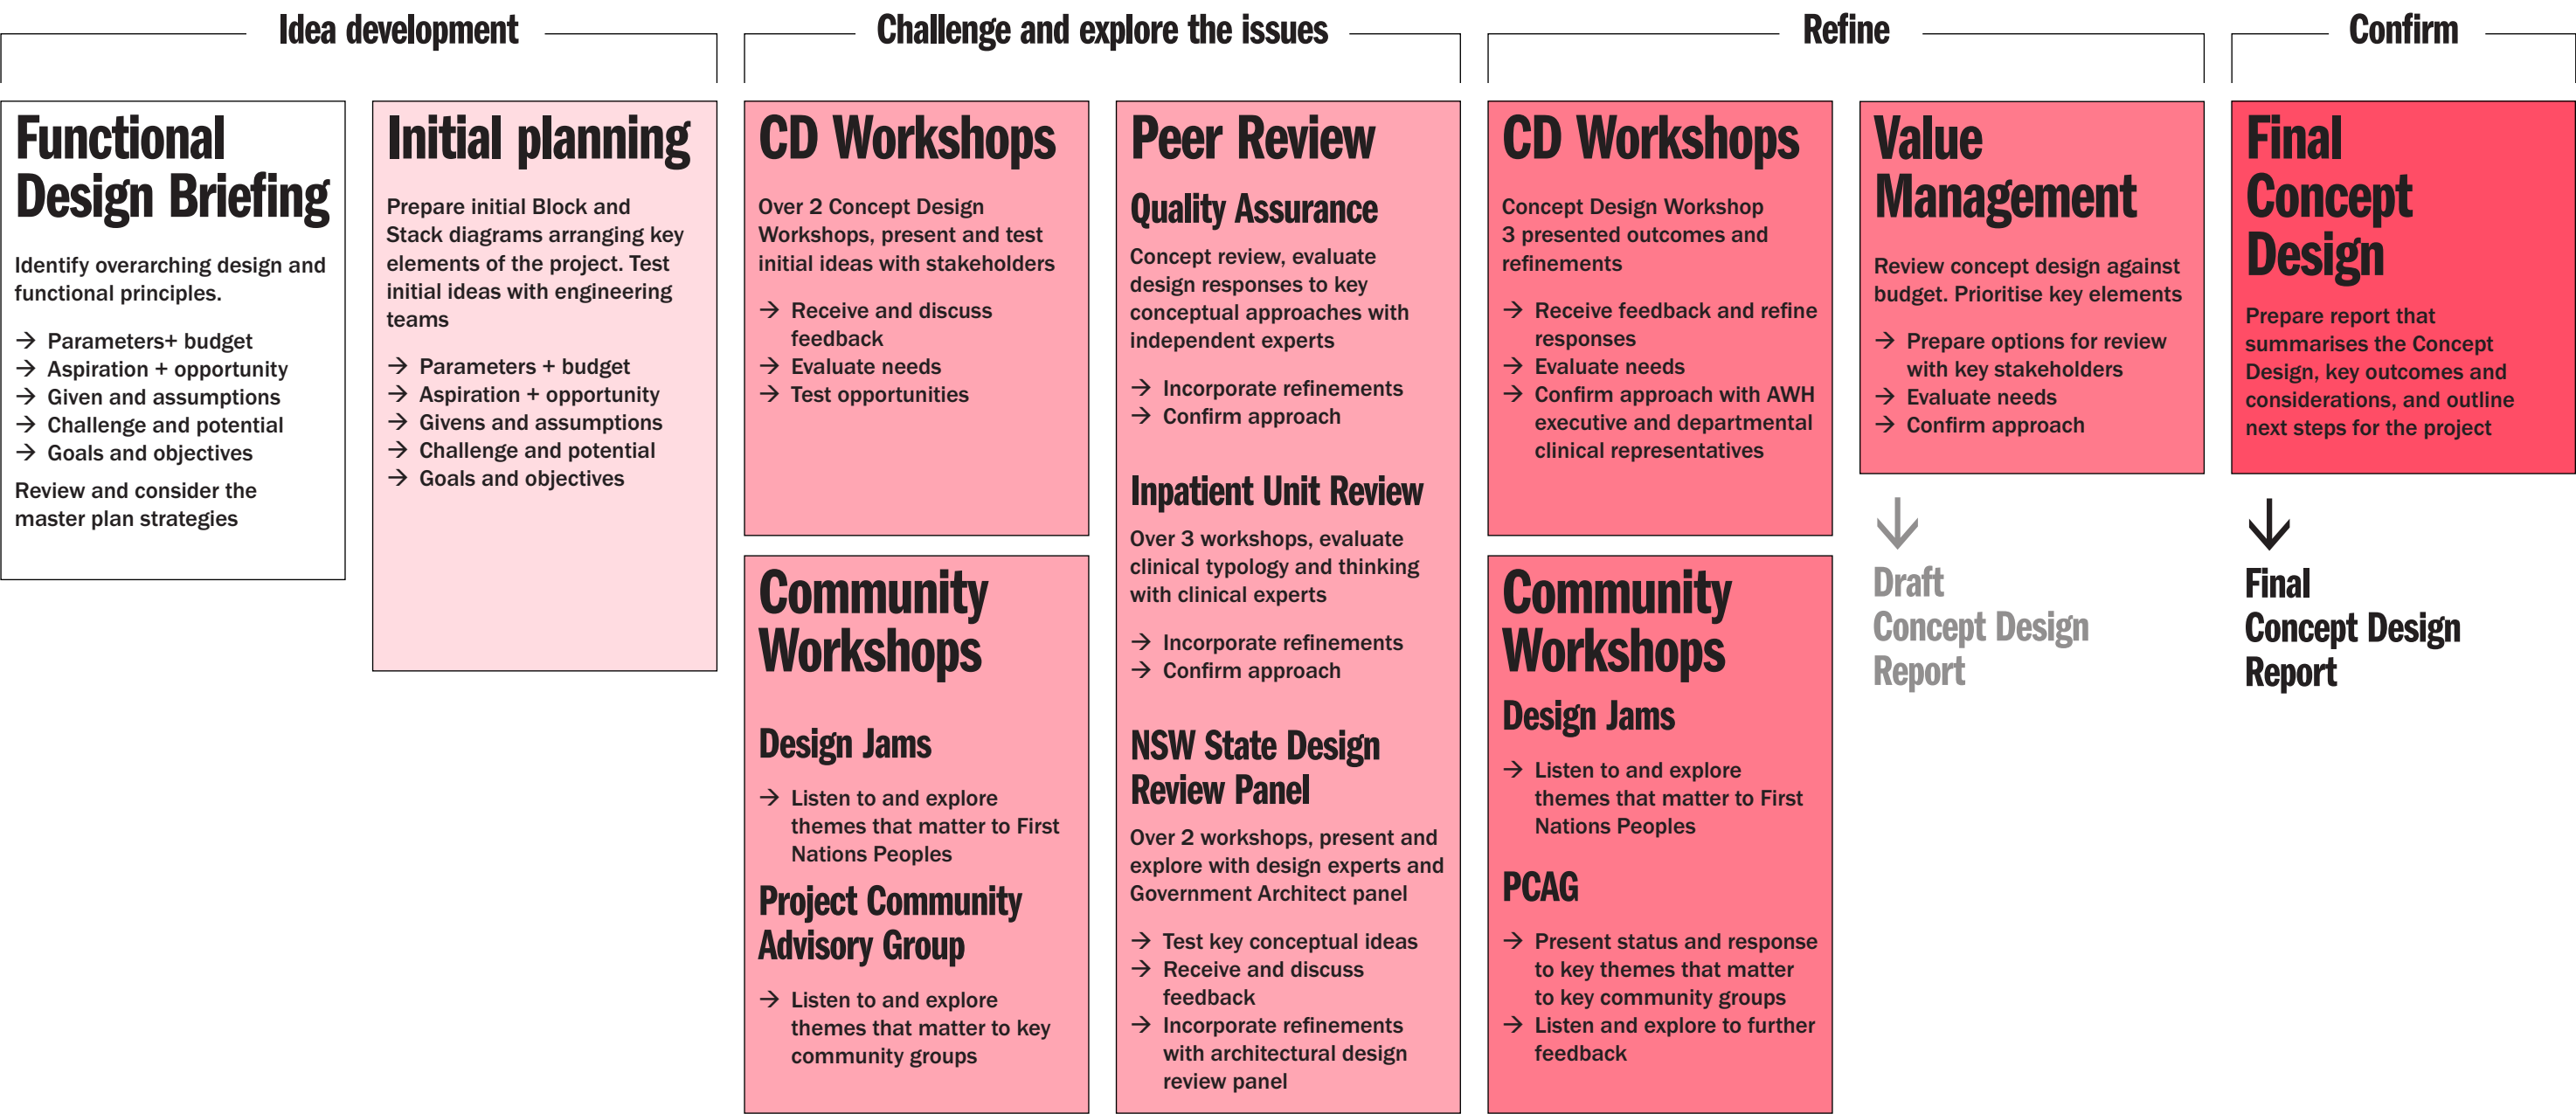 Idea development
Challenge and explore the issues
Refine
Confirm
Functional
Design Briefing
Identify overarching design and
functional principles.
→ Parameters+ budget
→ Aspiration + opportunity
→ Given and assumptions
→ Challenge and potential
→ Goals and objectives
Review and consider the
master plan strategies
Initial planning
Prepare initial Block and
Stack diagrams arranging key
elements of the project. Test
initial ideas with engineering
teams
→ Parameters + budget
→ Aspiration + opportunity
→ Givens and assumptions
→ Challenge and potential
→ Goals and objectives
CD Workshops
Over 2 Concept Design
Workshops, present and test
initial ideas with stakeholders
→ Receive and discuss
feedback
→ Evaluate needs
→ Test opportunities
Community
Workshops
Design Jams
→ Listen to and explore
themes that matter to First
Nations Peoples
Project Community
Advisory Group
→ Listen to and explore
themes that matter to key
community groups
Peer Review
Quality Assurance
Concept review, evaluate
design responses to key
conceptual approaches with
independent experts
→ Incorporate refinements
→ Confirm approach
Inpatient Unit Review
Over 3 workshops, evaluate
clinical typology and thinking
with clinical experts
→ Incorporate refinements
→ Confirm approach
NSW State Design
Review Panel
Over 2 workshops, present and
explore with design experts and
Government Architect panel
→ Test key conceptual ideas
→ Receive and discuss
feedback
→ Incorporate refinements
with architectural design
review panel
CD Workshops
Concept Design Workshop
3 presented outcomes and
refinements
→ Receive feedback and refine
responses
→ Evaluate needs
→ Confirm approach with AWH
executive and departmental
clinical representatives
Community
Workshops
Design Jams
→ Listen to and explore
themes that matter to First
Nations Peoples
PCAG
→ Present status and response
to key themes that matter
to key community groups
→ Listen and explore to further
feedback
Value
Management
Review concept design against
budget. Prioritise key elements
→ Prepare options for review
with key stakeholders
→ Evaluate needs
→ Confirm approach
Draft
Concept Design
Report
Final
Concept
Design
Prepare report that
summarises the Concept
Design, key outcomes and
considerations, and outline
next steps for the project
Final
Concept Design
Report